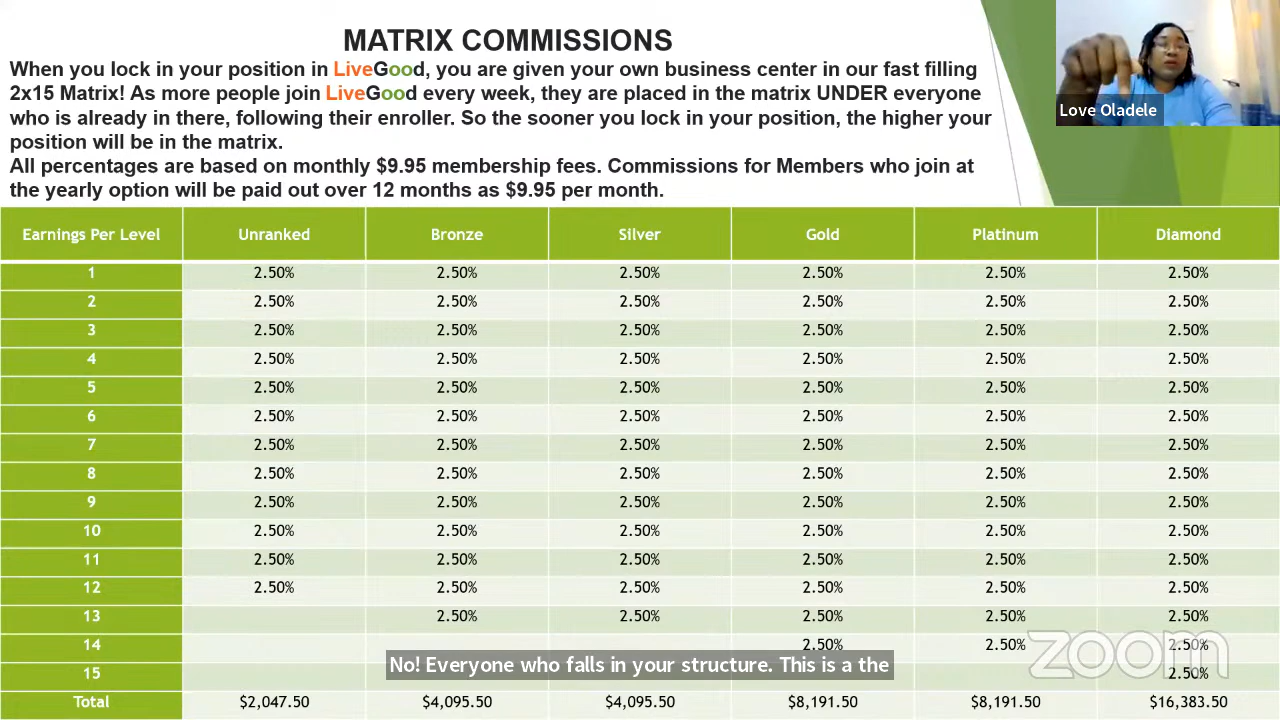 MATRIX COMMISSIONS
When you lock in your position in LiveGood, you are given your own business center in our fast filling
2x15 Matrix! As more people join LiveGood every week, they are placed in the matrix UNDER everyone
who is already in there, following their enroller. So the sooner you lock in your position, the higher your
position will be in the matrix.
All percentages are based on monthly $9.95 membership fees. Commissions for Members who join at
the yearly option will be paid out over 12 months as $9.95 per month.
Love Oladele
Earnings Per Level Unranked Bronze Silver Gold Platinum Diamond
1 2.50% 2.50% 2.50% 2.50% 2.50% 2.50%
2 2.50% 2.50% 2.50% 2.50% 2.50% 2.50%
3 2.50% 2.50% 2.50% 2.50% 2.50% 2.50%
4 2.50% 2.50% 2.50% 2.50% 2.50% 2.50%
5 2.50% 2.50% 2.50% 2.50% 2.50% 2.50%
6 2.50% 2.50% 2.50% 2.50% 2.50% 2.50%
7 2.50% 2.50% 2.50% 2.50% 2.50% 2.50%
8 2.50% 2.50% 2.50% 2.50% 2.50% 2.50%
9 2.50% 2.50% 2.50% 2.50% 2.50% 2.50%
10 2.50% 2.50% 2.50% 2.50% 2.50% 2.50%
11 2.50% 2.50% 2.50% 2.50% 2.50% 2.50%
12 2.50% 2.50% 2.50% 2.50% 2.50% 2.50%
13 2.50% 2.50% 2.50% 2.50% 2.50%
14 2.50% 2.50% 2.50%
zoom
No! Everyone who falls in your structure. This is a the
15 2.50%
Total $2,047.50 $4,095.50 $4,095.50 $8,191.50 $8,191.50 $16,383.50